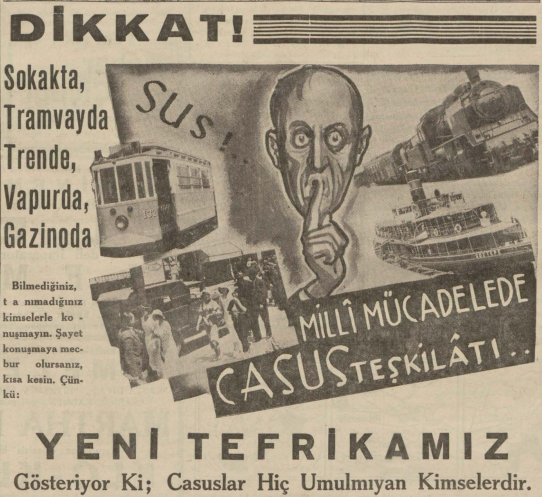 DİKKAT!
Sokakta,
Tramvayda
Trende,
Vapurda,
Gazinoda
Bilmediğiniz,
t a nımadığınız
kimselerle ko -
nuşmayın. Şayet
konuşmaya mec-
bur olursanız,
kısa kesin. Çün-
kü:
SUS!..
MİLLÎ MÜCADELEDE
CASUS TEŞKİLÂTI..
YENİ TEFRİKAMIZ
Gösteriyor Ki; Casuslar Hiç Umulmıyan Kimselerdir.